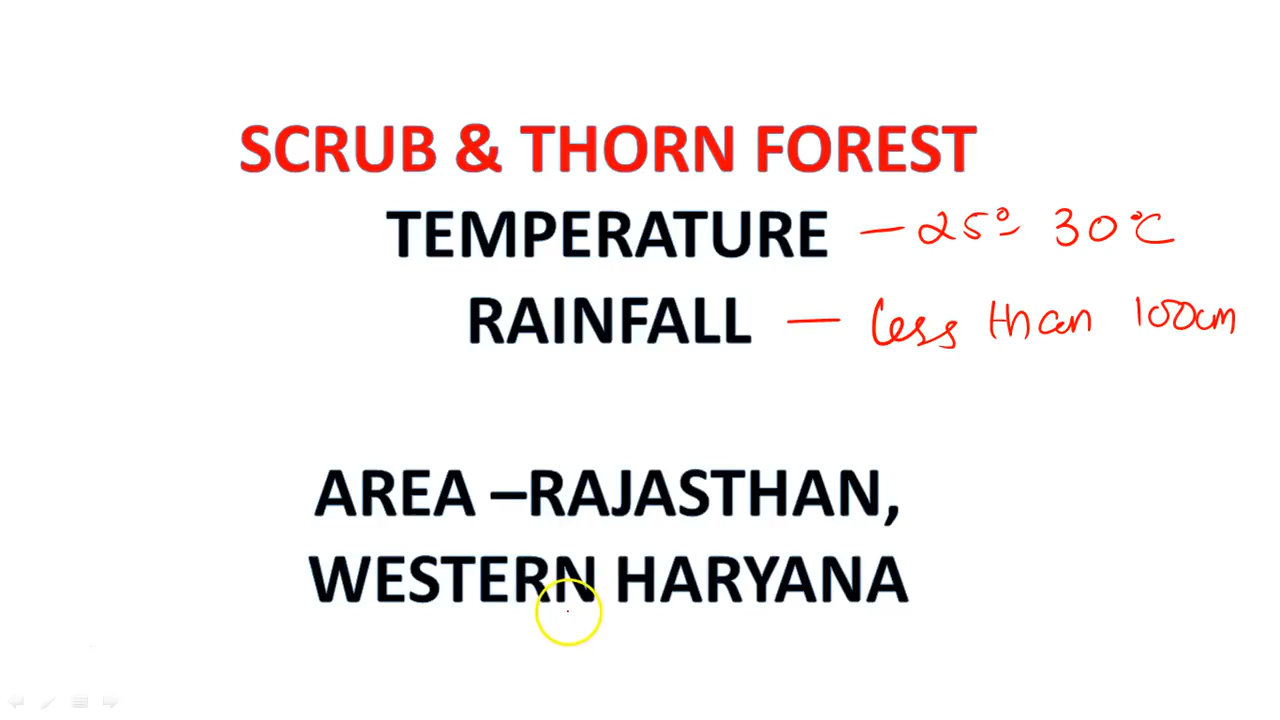 SCRUB & THORN FOREST
TEMPERATURE – 25°- 30°C
RAINFALL – less than 100cm
AREA –RAJASTHAN,
WESTERN HARYANA